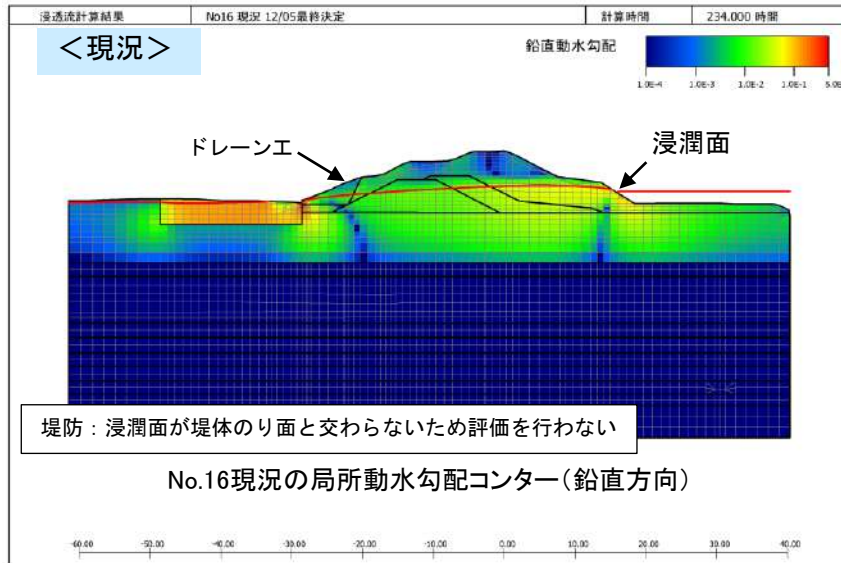 浸透流計算結果 No16 現況 12/05最終決定 計算時間 234.000 時間
＜現況＞
鉛直動水勾配
1.0E-4 1.0E-3 1.0E-2 1.0E-1 5.0E
ドレーン工
浸潤面
堤防：浸潤面が堤体のり面と交わらないため評価を行わない
No.16現況の局所動水勾配コンター（鉛直方向）
-60.00 -50.00 -40.00 -30.00 -20.00 -10.00 0.00 10.00 20.00 30.00 40.00